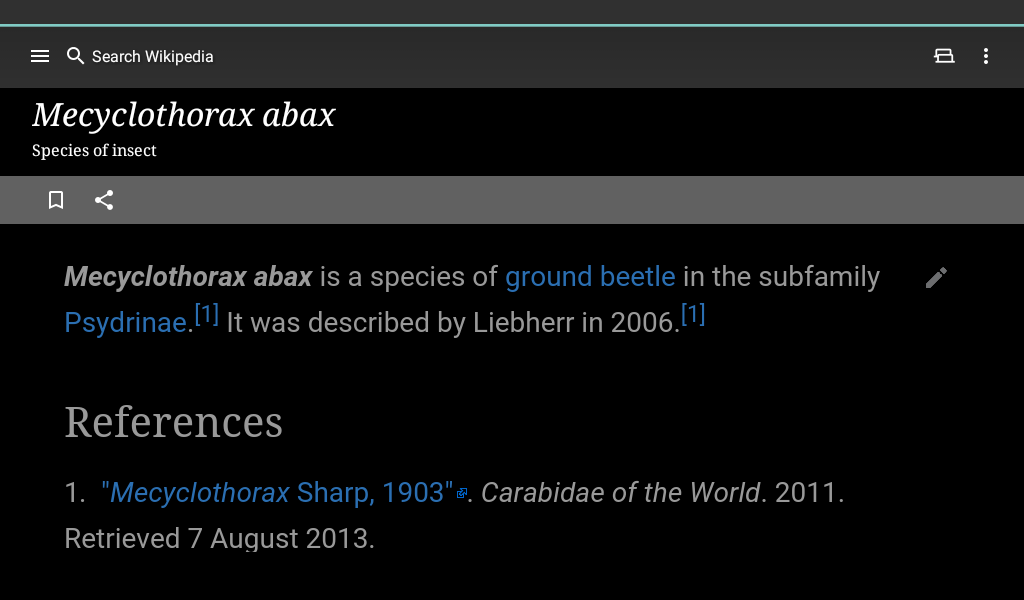 Search Wikipedia
Mecyclothorax abax
Species of insect
Mecyclothorax abax is a species of ground beetle in the subfamily
Psydrinae.[1] It was described by Liebherr in 2006.[1]
References
1. "Mecyclothorax Sharp, 1903". Carabidae of the World. 2011.
Retrieved 7 August 2013.